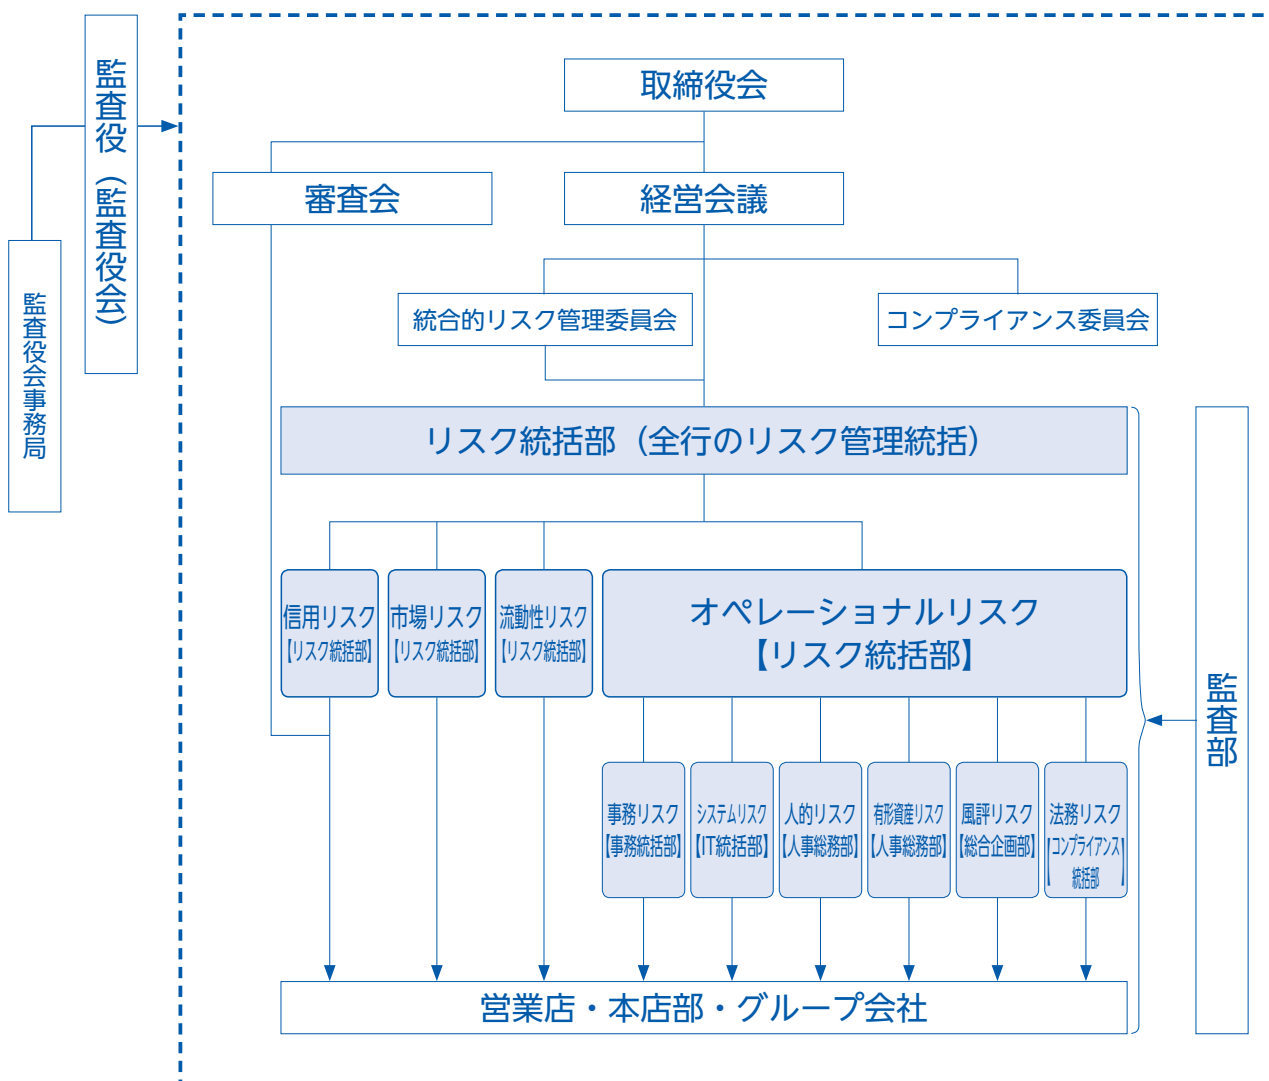 監査役（監査役会）
監査役会事務局
取締役会
審査会
経営会議
統合的リスク管理委員会
コンプライアンス委員会
リスク統括部（全行のリスク管理統括）
信用リスク
【リスク統括部】
市場リスク
【リスク統括部】
流動性リスク
【リスク統括部】
オペレーショナルリスク
【リスク統括部】
事務リスク
【事務統括部】
システムリスク
【IT統括部】
人的リスク
【人事総務部】
有形資産リスク
【人事総務部】
風評リスク
【総合企画部】
法務リスク
【コンプライアンス
統括部】
営業店・本店部・グループ会社
監査部